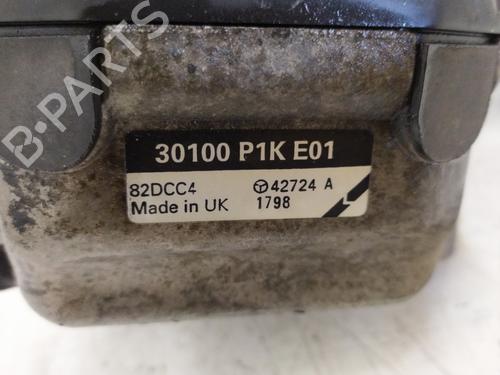 30100 P1K E01
82DCC4 42724 A
Made in UK 1798
L
B-PARTS